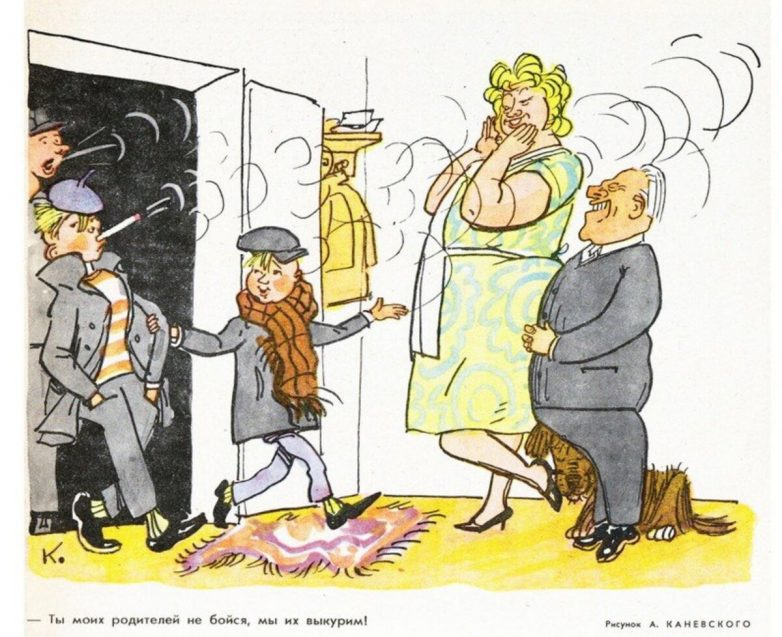 К.
— Ты моих родителей не бойся, мы их выкурим!
Рисунок А. КАНЕВСКОГО